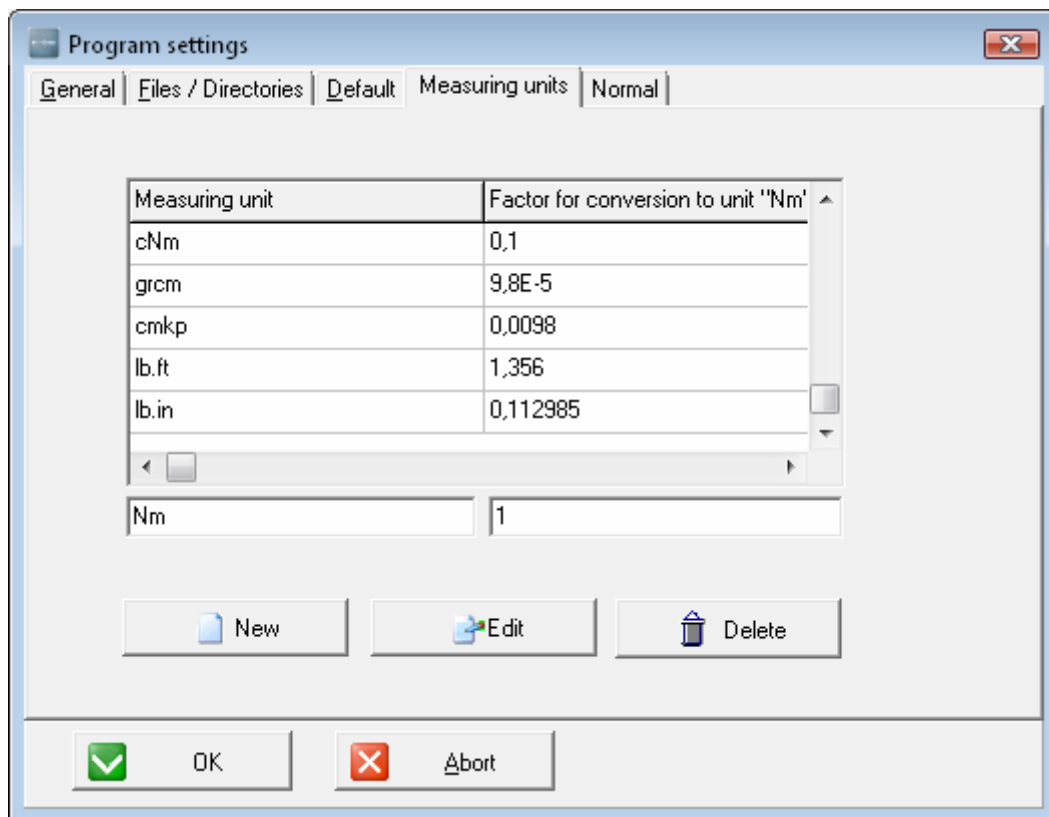 Program settings
General Files / Directories Default Measuring units Normal
Measuring unit Factor for conversion to unit "Nm"
cNm 0,1
grcm 9,8E-5
cmkp 0,0098
lb.ft 1,356
lb.in 0,112985
Nm 1
New Edit Delete
OK Abort